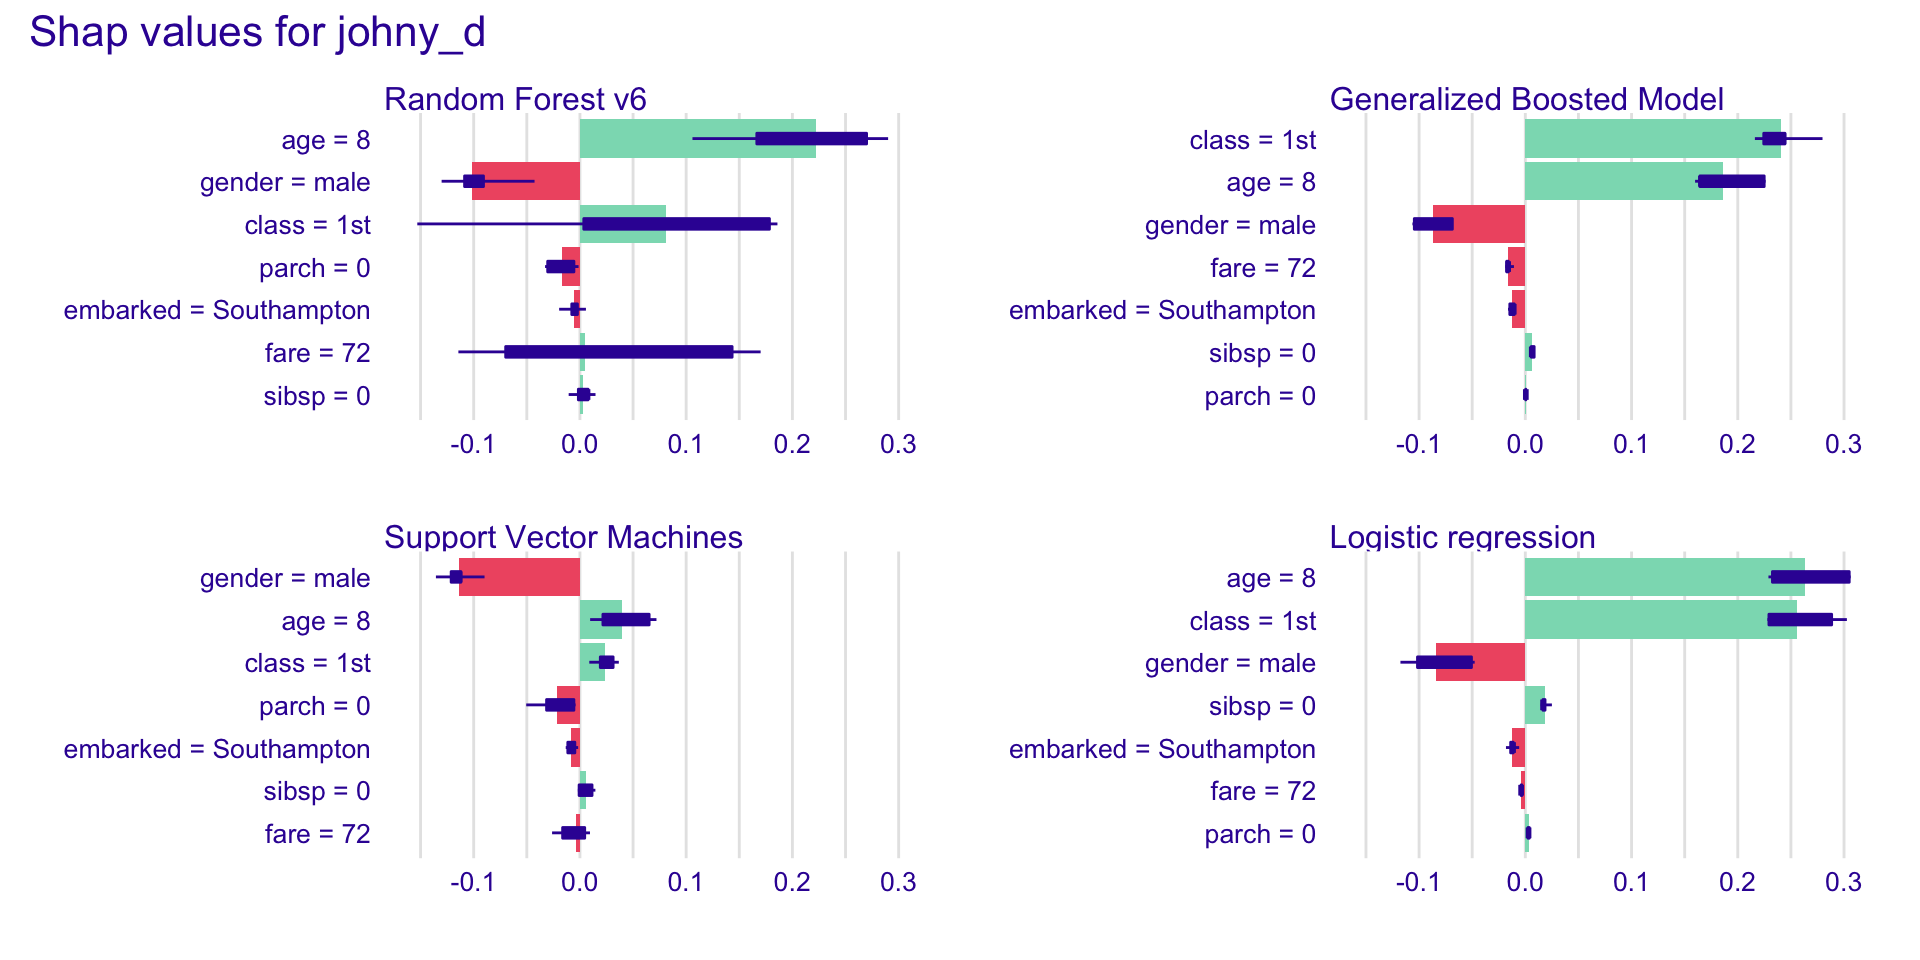 Shap values for johny_d
Random Forest v6
age = 8
gender = male
class = 1st
parch = 0
embarked = Southampton
fare = 72
sibsp = 0
-0.1 0.0 0.1 0.2 0.3
Generalized Boosted Model
class = 1st
age = 8
gender = male
fare = 72
embarked = Southampton
sibsp = 0
parch = 0
-0.1 0.0 0.1 0.2 0.3
Support Vector Machines
gender = male
age = 8
class = 1st
parch = 0
embarked = Southampton
sibsp = 0
fare = 72
-0.1 0.0 0.1 0.2 0.3
Logistic regression
age = 8
class = 1st
gender = male
sibsp = 0
embarked = Southampton
fare = 72
parch = 0
-0.1 0.0 0.1 0.2 0.3